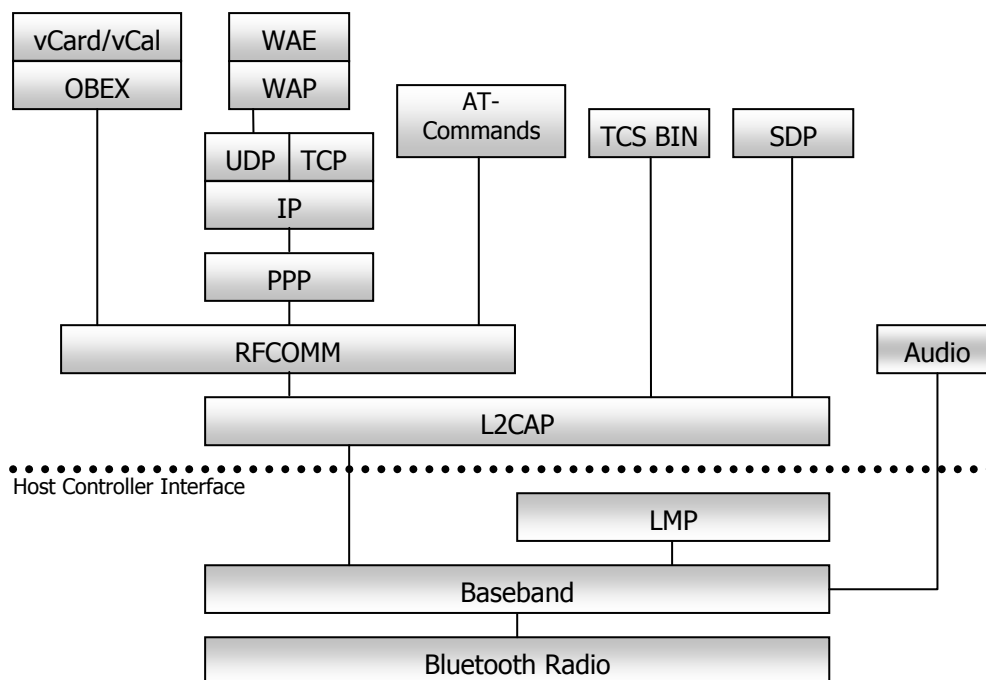 vCard/vCal
OBEX
WAE
WAP
UDP
TCP
IP
PPP
AT-
Commands
TCS BIN
SDP
RFCOMM
Audio
L2CAP
Host Controller Interface
LMP
Baseband
Bluetooth Radio